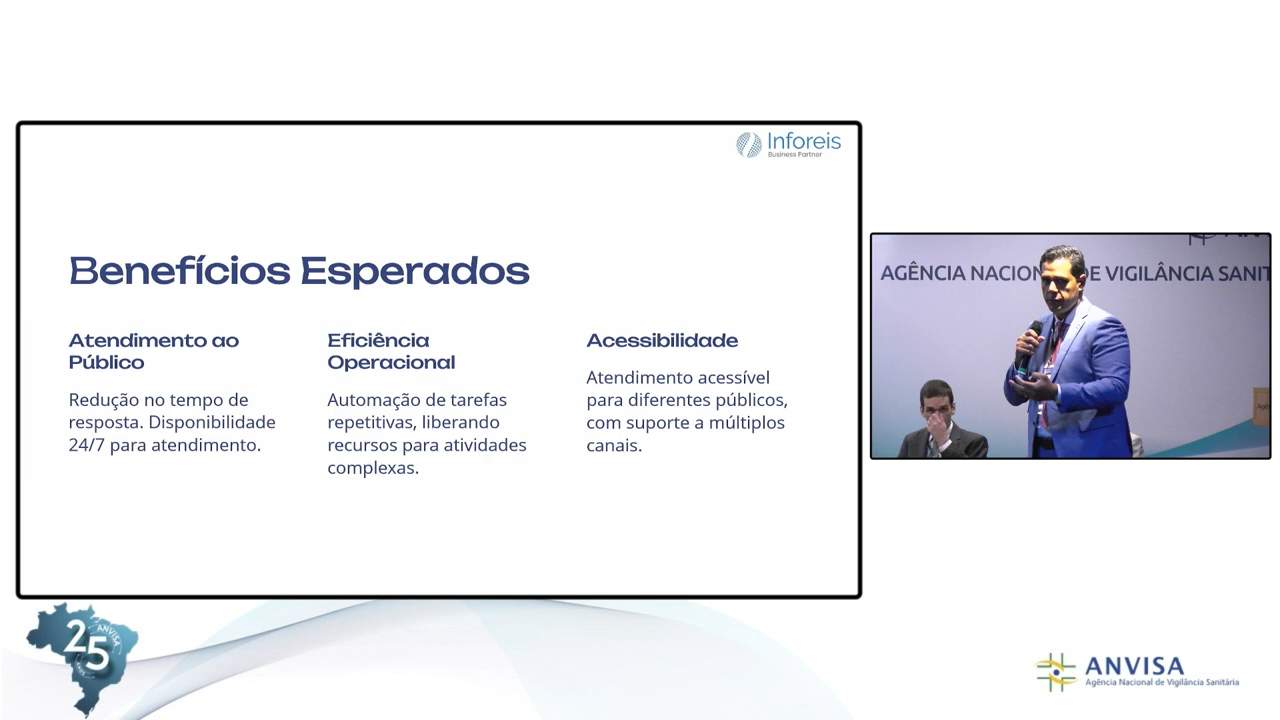 Inforeis
Business Partner
Benefícios Esperados
Atendimento ao
Público
Redução no tempo de
resposta. Disponibilidade
24/7 para atendimento.
Eficiência
Operacional
Automação de tarefas
repetitivas, liberando
recursos para atividades
complexas.
Acessibilidade
Atendimento acessível
para diferentes públicos,
com suporte a múltiplos
canais.
AGÊNCIA NACION DE VIGILÂNCIA SANIT
25
ANVISA
ANVISA
Agência Nacional de Vigilância Sanitária